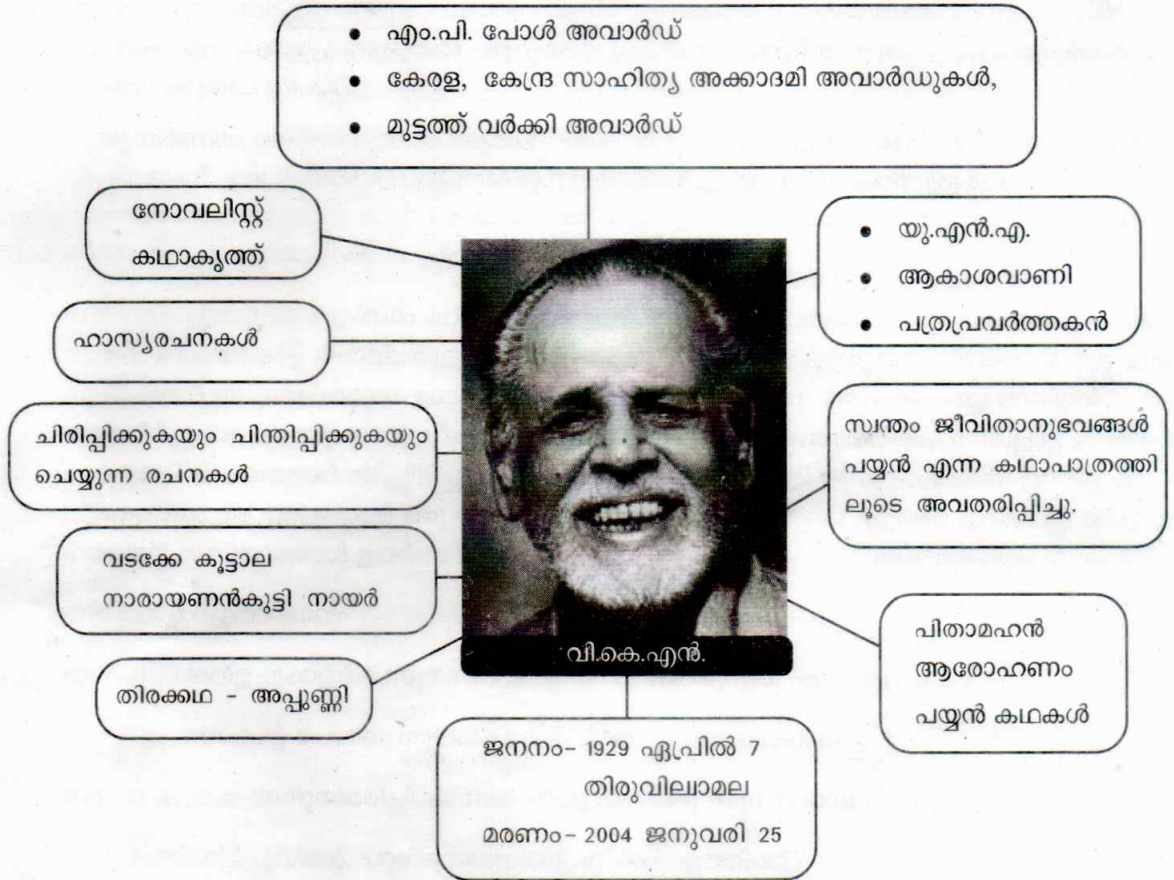 • എം.പി. പോൾ അവാർഡ്
• കേരള, കേന്ദ്ര സാഹിത്യ അക്കാദമി അവാർഡുകൾ,
• മുട്ടത്ത് വർക്കി അവാർഡ്
നോവലിസ്റ്റ്
കഥാകൃത്ത്
ഹാസ്യരചനകൾ
ചിരിപ്പിക്കുകയും ചിന്തിപ്പിക്കുകയും
ചെയ്യുന്ന രചനകൾ
വടക്കേ കൂട്ടാല
നാരായണൻകുട്ടി നായർ
തിരക്കഥ - അപ്പുണ്ണി
• യു.എൻ.എ.
• ആകാശവാണി
• പത്രപ്രവർത്തകൻ
സ്വന്തം ജീവിതാനുഭവങ്ങൾ
പയ്യൻ എന്ന കഥാപാത്രത്തി
ലൂടെ അവതരിപ്പിച്ചു.
പിതാമഹൻ
ആരോഹണം
പയ്യൻ കഥകൾ
വി.കെ.എൻ.
ജനനം- 1929 ഏപ്രിൽ 7
തിരുവില്വാമല
മരണം- 2004 ജനുവരി 25